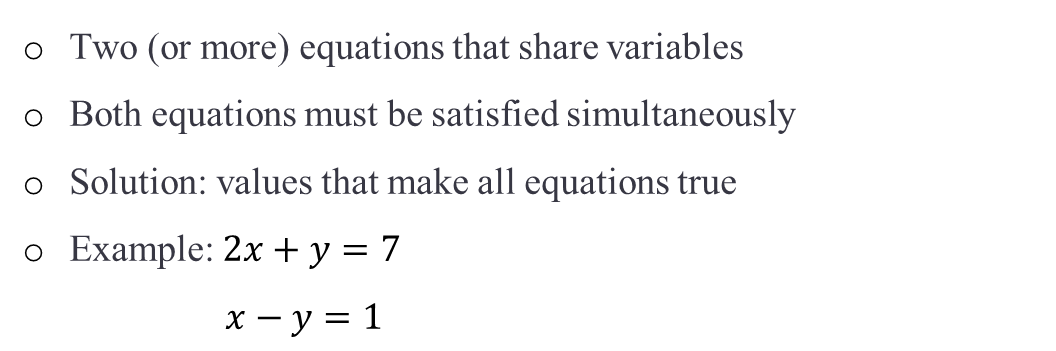 ○ Two (or more) equations that share variables
○ Both equations must be satisfied simultaneously
○ Solution: values that make all equations true
○ Example: 2𝑥 + 𝑦 = 7
𝑥 − 𝑦 = 1